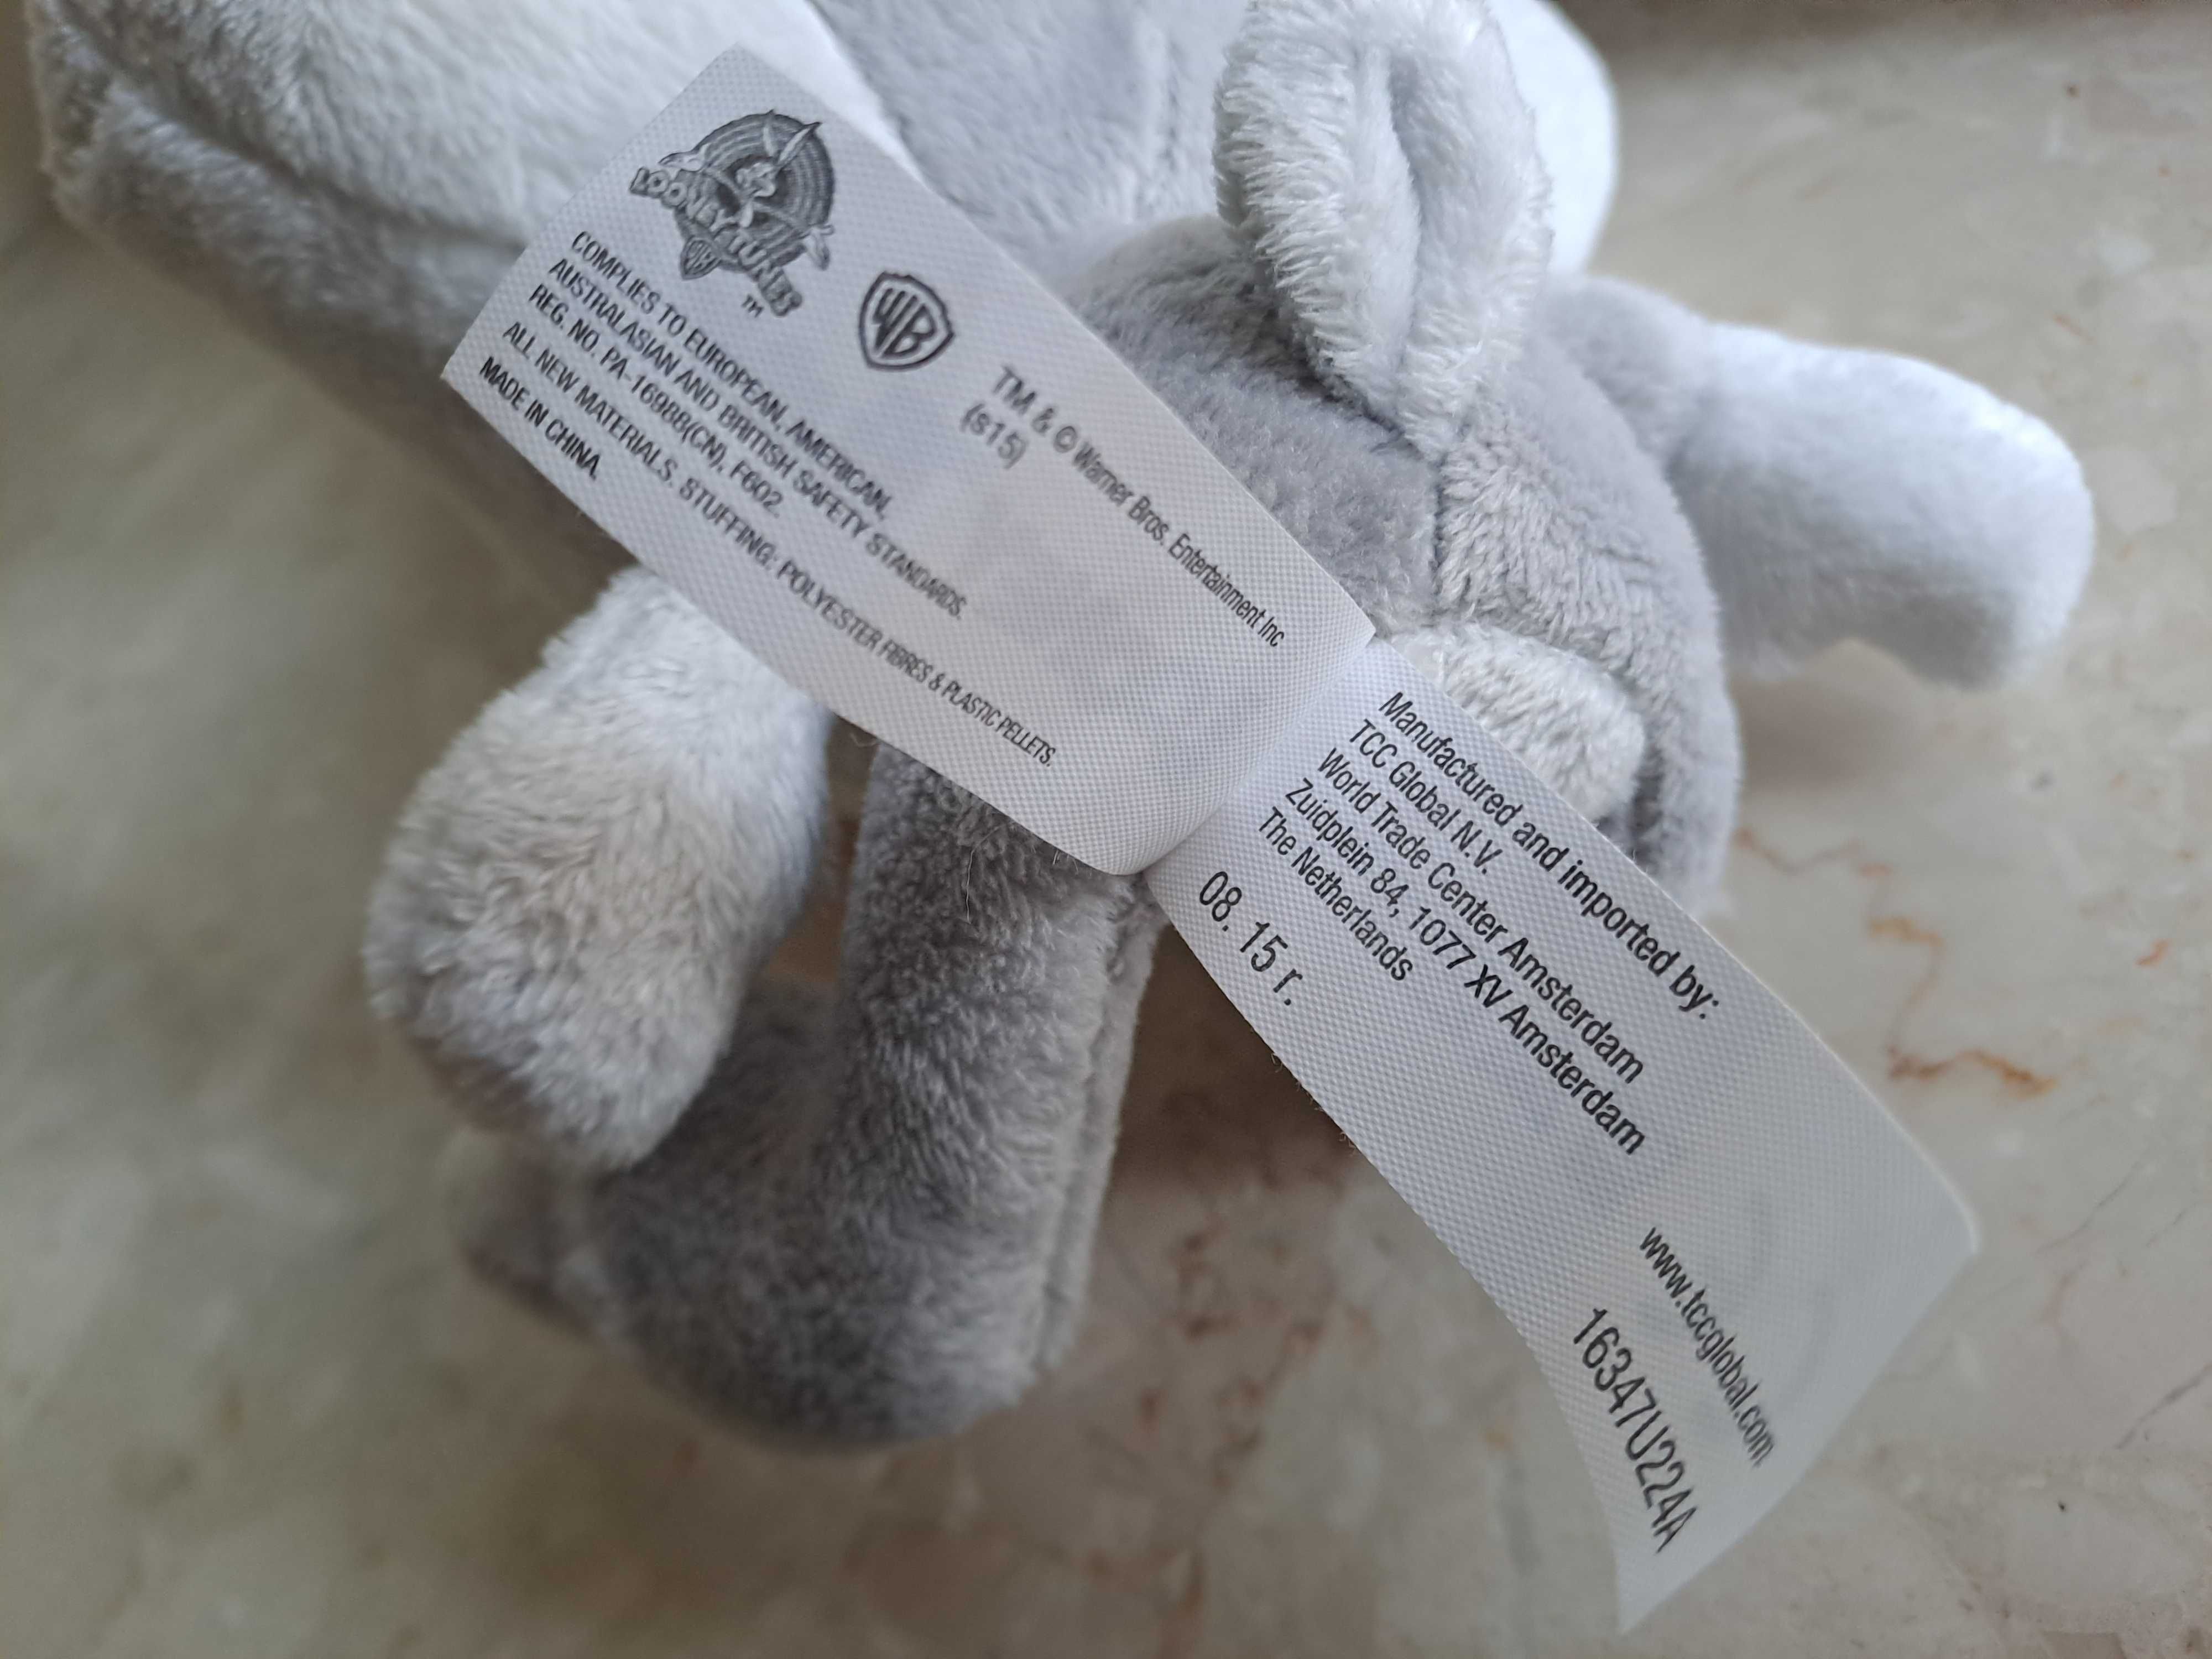 LOONEY TUNES
WB
TM
WB
TM & © Warner Bros. Entertainment Inc
(s15)
COMPLIES TO EUROPEAN, AMERICAN,
AUSTRALASIAN AND BRITISH SAFETY STANDARDS.
REG. NO. PA-16988(CN), F602.
ALL NEW MATERIALS. STUFFING: POLYESTER FIBRES & PLASTIC PELLETS.
MADE IN CHINA.
Manufactured and imported by:
TCC Global N.V.
World Trade Center Amsterdam
Zuidplein 84, 1077 XV Amsterdam
The Netherlands
08. 15 r.
www.tccglobal.com
16347U224A